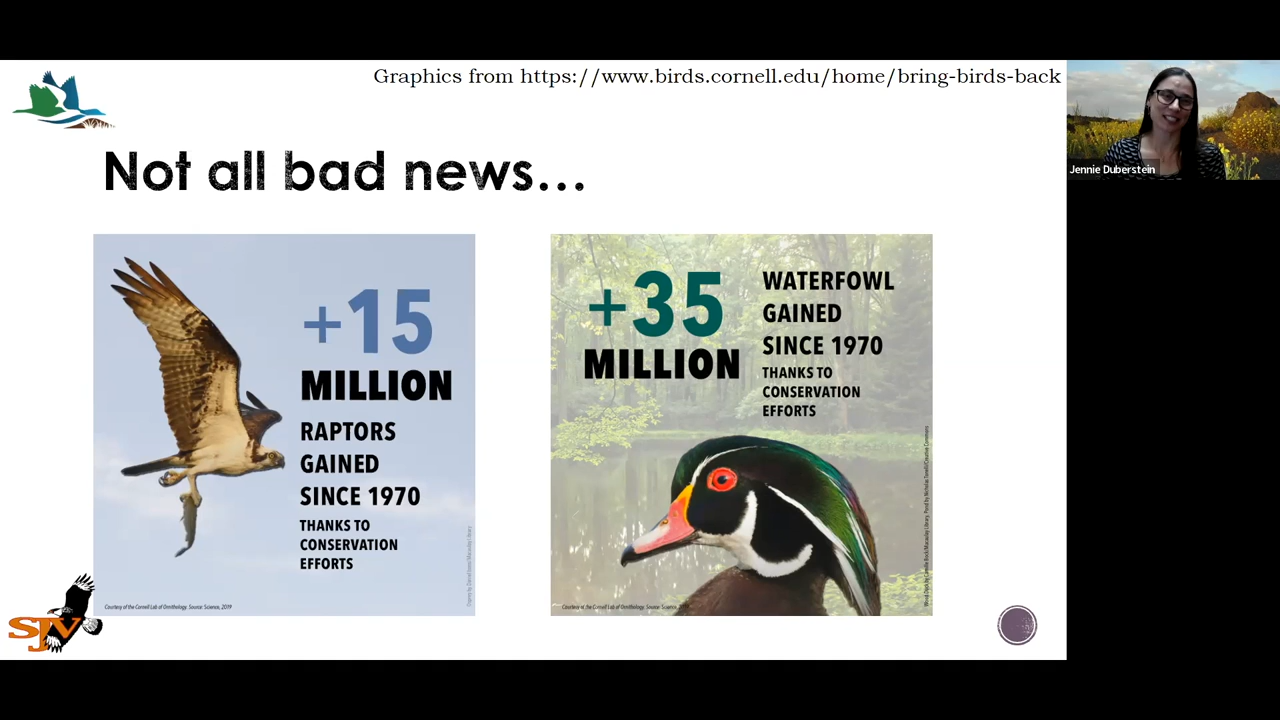 Graphics from https://www.birds.cornell.edu/home/bring-birds-back
Jennie Duberstein
Not all bad news...
+15
MILLION
RAPTORS
GAINED
SINCE 1970
THANKS TO
CONSERVATION
EFFORTS
Courtesy of the Cornell Lab of Ornithology. Source: Science, 2019
+35
MILLION
WATERFOWL
GAINED
SINCE 1970
THANKS TO
CONSERVATION
EFFORTS
Courtesy of the Cornell Lab of Ornithology. Source: Science, 2019
SJV